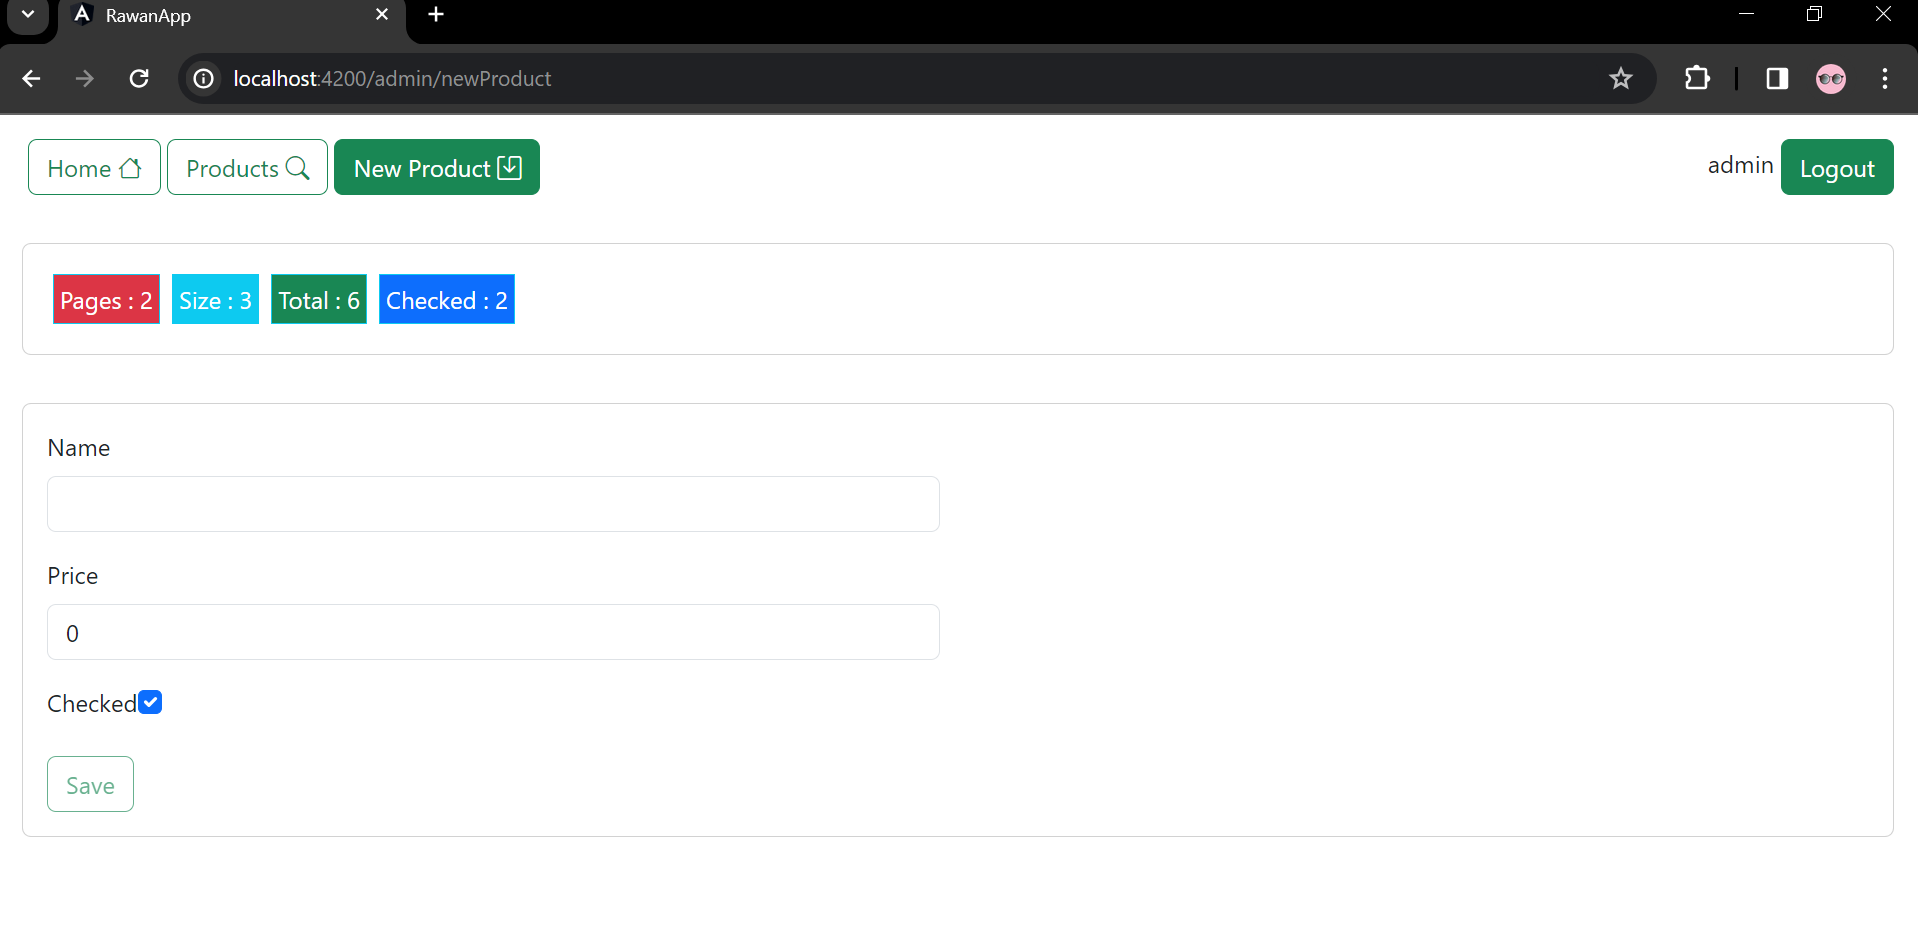 RawanApp
localhost:4200/admin/newProduct
Home Products New Product admin Logout
Pages : 2 Size : 3 Total : 6 Checked : 2
Name
Price
0
Checked
Save